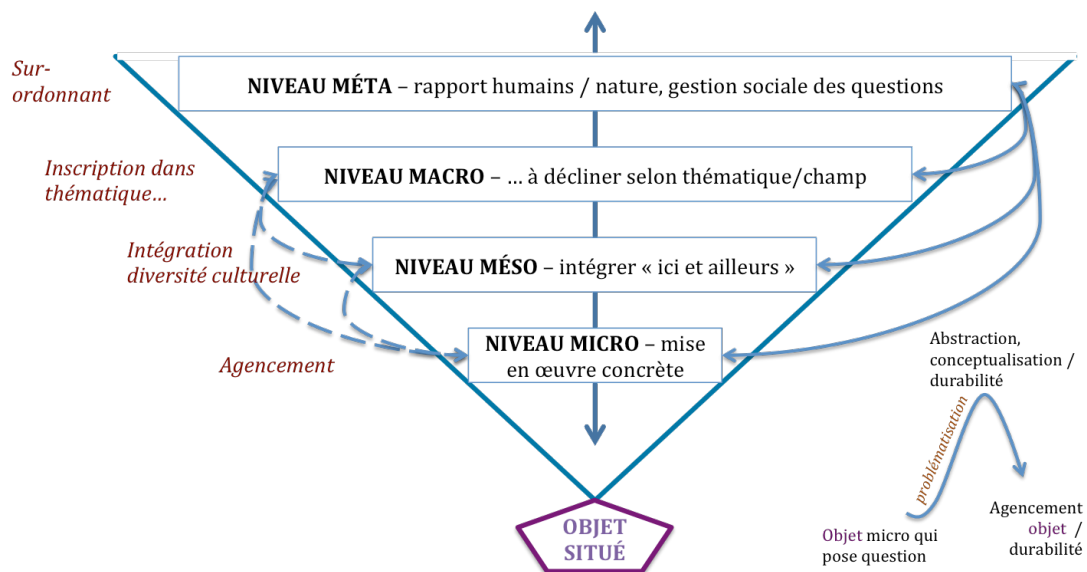 Sur-
ordonnant
NIVEAU MÉTA – rapport humains / nature, gestion sociale des questions
Inscription dans
thématique…
NIVEAU MACRO – … à décliner selon thématique/champ
Intégration
diversité culturelle
NIVEAU MÉSO – intégrer « ici et ailleurs »
Agencement
NIVEAU MICRO – mise
en œuvre concrète
OBJET
SITUÉ
Abstraction,
conceptualisation /
durabilité
problématisation
Objet micro qui
pose question
Agencement
objet /
durabilité